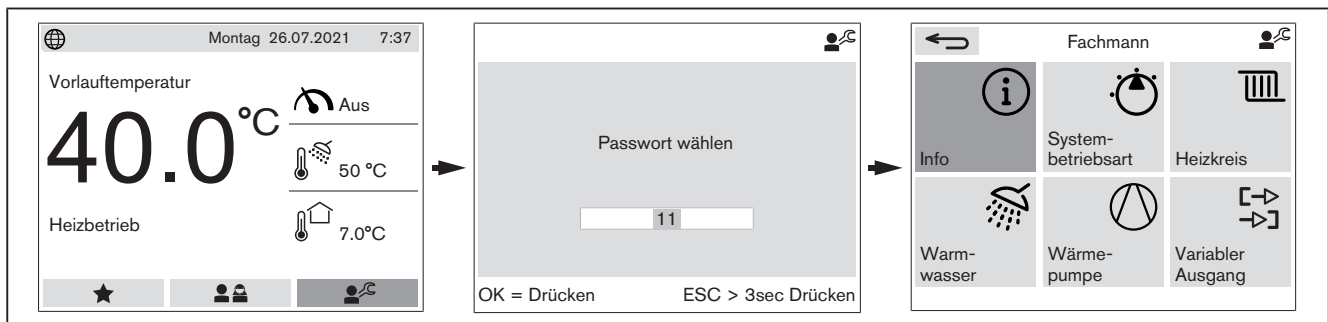 Montag 26.07.2021 7:37
Vorlauftemperatur
40.0°C
Aus
50 °C
Heizbetrieb
7.0°C
Passwort wählen
11
OK = Drücken ESC > 3sec Drücken
Fachmann
Info
System-
betriebsart
Heizkreis
Warm-
wasser
Wärme-
pumpe
Variabler
Ausgang